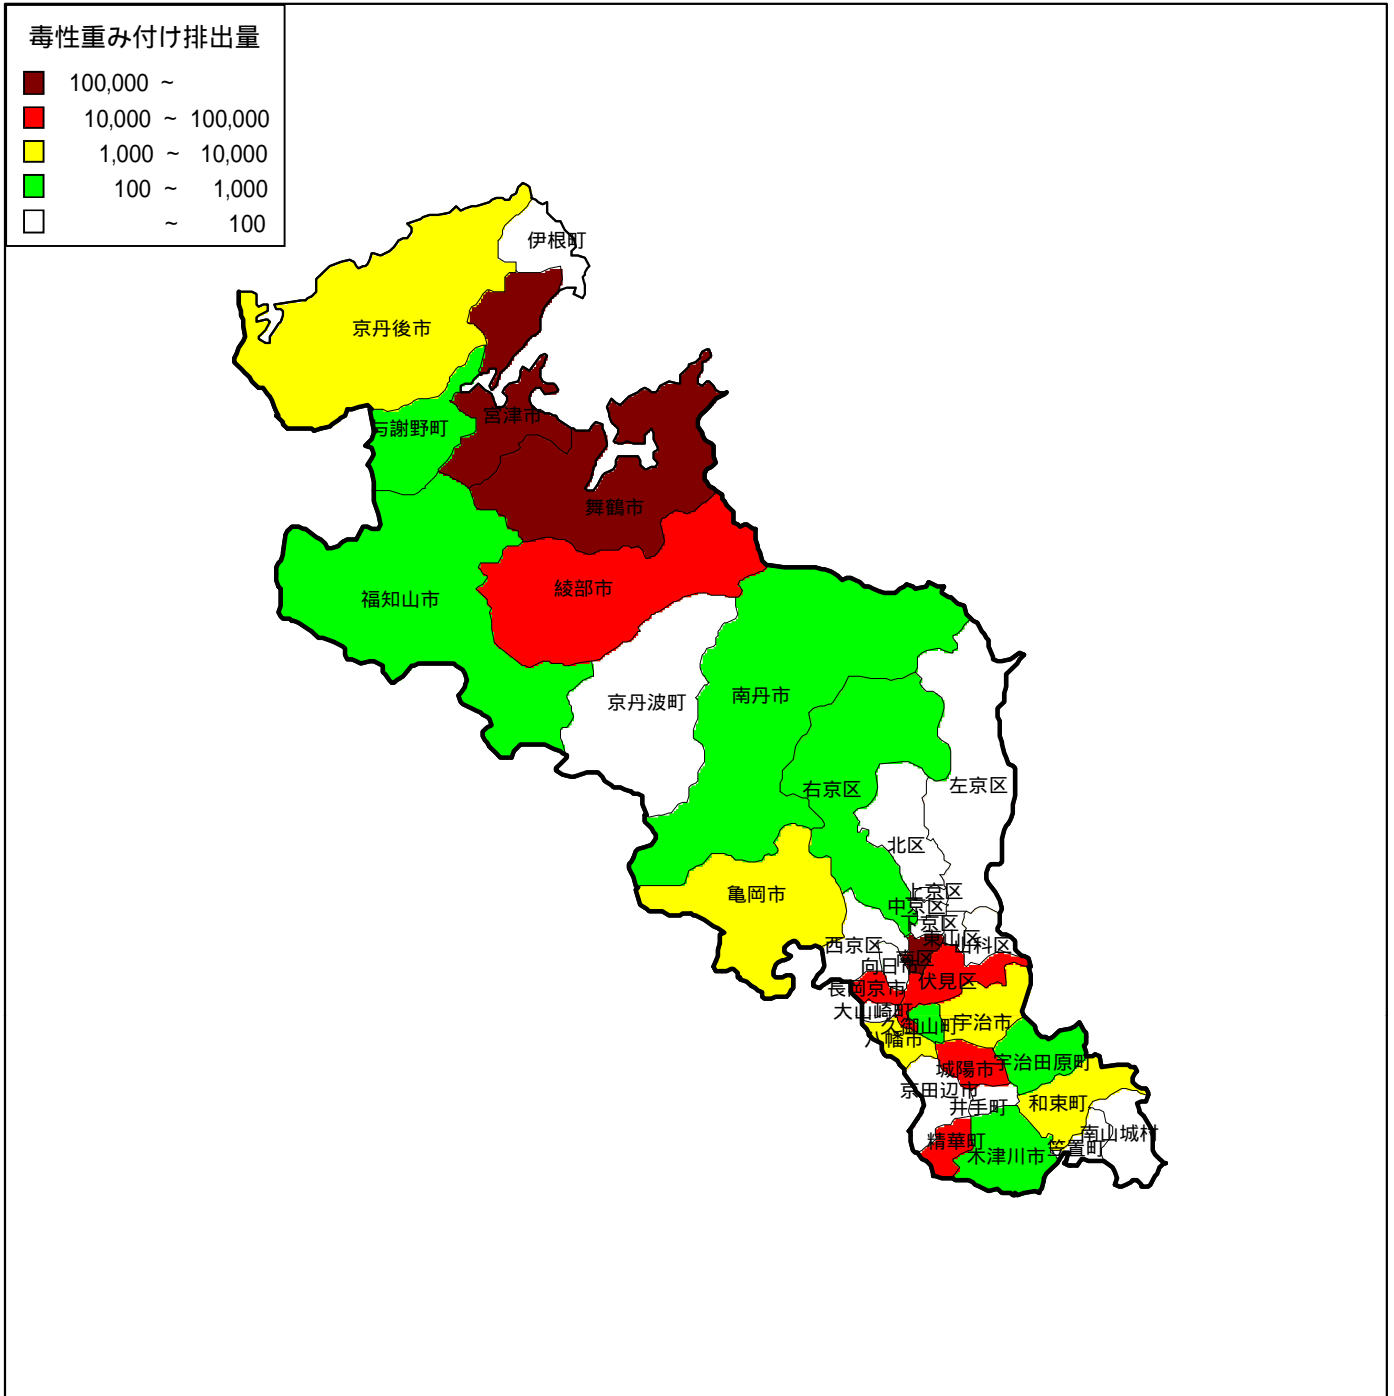 毒性重み付け排出量
100,000 ~
10,000 ~ 100,000
1,000 ~ 10,000
100 ~ 1,000
~ 100
伊根町
京丹後市
宮津市
与謝野町
舞鶴市
綾部市
福知山市
南丹市
京丹波町
左京区
右京区
北区
上京区
亀岡市
中京区
下京区
東山区
西京区
山科区
南区
向日市
伏見区
長岡京市
大山崎町
久御山町
宇治市
八幡市
宇治田原町
城陽市
京田辺市
和束町
井手町
南山城村
精華町
笠置町
木津川市